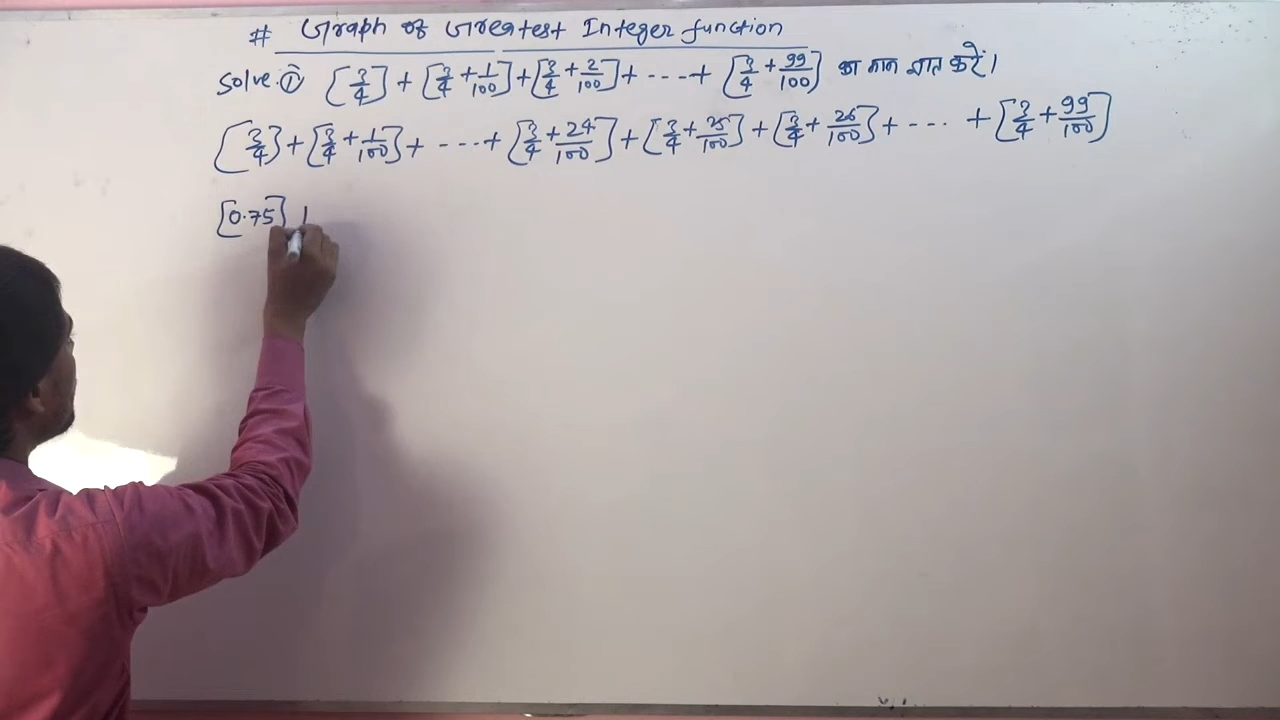 # Graph of Greatest Integer function
Solve. ① [3/4] + [3/4 + 1/100] + [3/4 + 2/100] + ---- + [3/4 + 99/100] का मान ज्ञात करें।
[3/4] + [3/4 + 1/100] + ---+ [3/4 + 24/100] + [3/4 + 25/100] + [3/4 + 26/100] + --- + [3/4 + 99/100]
[0.75]